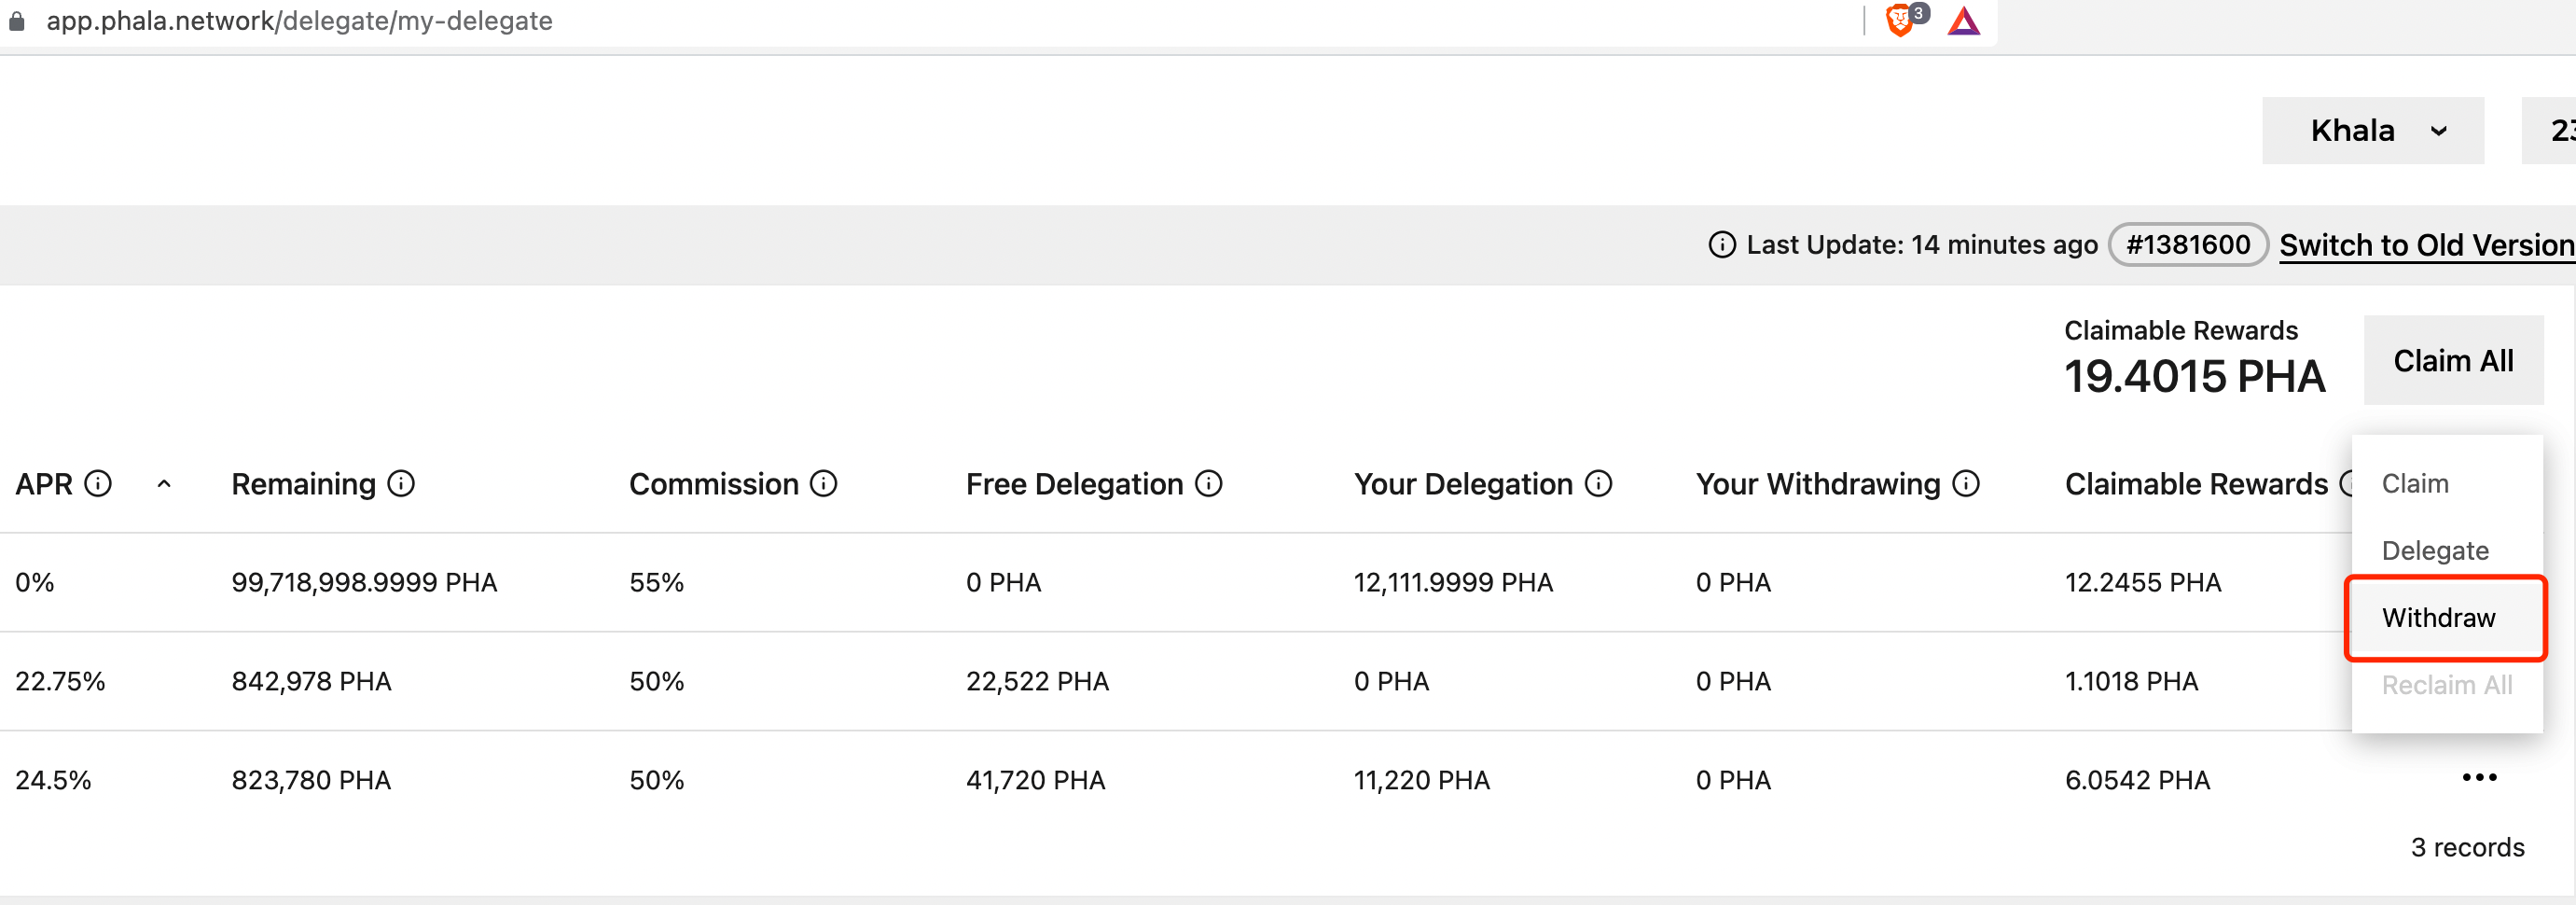 app.phala.network/delegate/my-delegate
3
Khala
Last Update: 14 minutes ago #1381600 Switch to Old Version
Claimable Rewards
19.4015 PHA
Claim All
APR Remaining Commission Free Delegation Your Delegation Your Withdrawing Claimable Rewards
0% 99,718,998.9999 PHA 55% 0 PHA 12,111.9999 PHA 0 PHA 12.2455 PHA
22.75% 842,978 PHA 50% 22,522 PHA 0 PHA 0 PHA 1.1018 PHA
24.5% 823,780 PHA 50% 41,720 PHA 11,220 PHA 0 PHA 6.0542 PHA
Claim
Delegate
Withdraw
Reclaim All
3 records